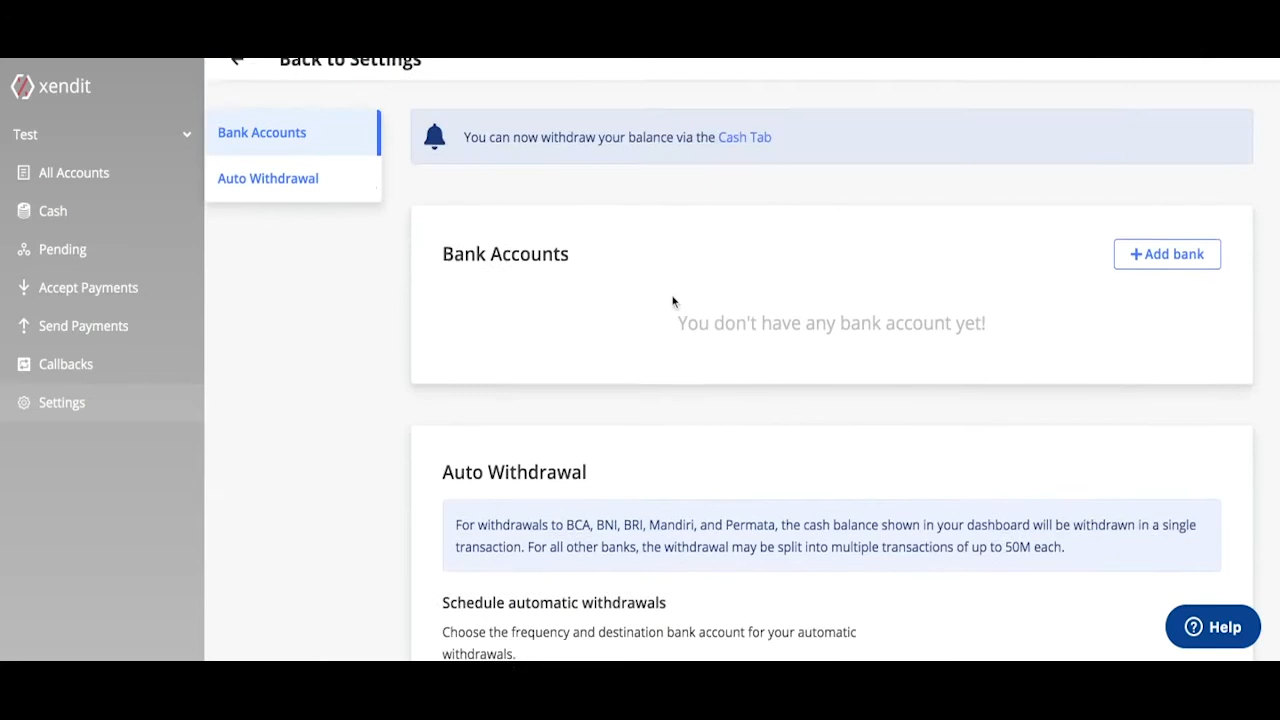 Back to Settings
xendit
Test
All Accounts
Cash
Pending
Accept Payments
Send Payments
Callbacks
Settings
Bank Accounts
Auto Withdrawal
You can now withdraw your balance via the Cash Tab
Bank Accounts
Add bank
You don't have any bank account yet!
Auto Withdrawal
For withdrawals to BCA, BNI, BRI, Mandiri, and Permata, the cash balance shown in your dashboard will be withdrawn in a single
transaction. For all other banks, the withdrawal may be split into multiple transactions of up to 50M each.
Schedule automatic withdrawals
Choose the frequency and destination bank account for your automatic
withdrawals.
Help